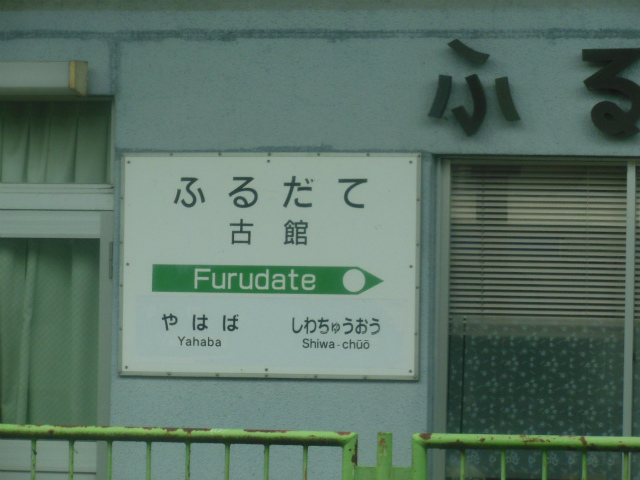 ふる
ふるだて
古館
Furudate
やはば
しわちゅうおう
Yahaba
Shiwa-chūō